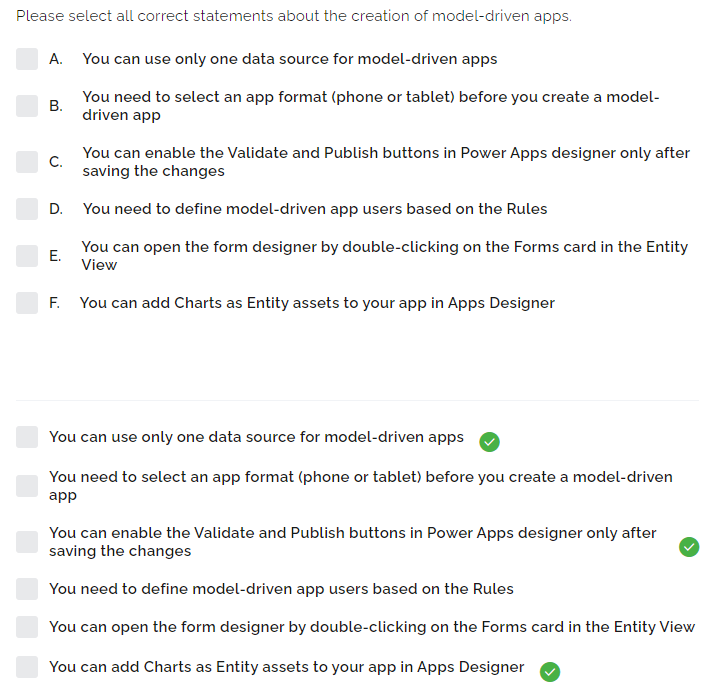 Please select all correct statements about the creation of model-driven apps.
A. You can use only one data source for model-driven apps
B. You need to select an app format (phone or tablet) before you create a model-
driven app
C. You can enable the Validate and Publish buttons in Power Apps designer only after
saving the changes
D. You need to define model-driven app users based on the Rules
E. You can open the form designer by double-clicking on the Forms card in the Entity
View
F. You can add Charts as Entity assets to your app in Apps Designer
You can use only one data source for model-driven apps
You need to select an app format (phone or tablet) before you create a model-driven
app
You can enable the Validate and Publish buttons in Power Apps designer only after
saving the changes
You need to define model-driven app users based on the Rules
You can open the form designer by double-clicking on the Forms card in the Entity View
You can add Charts as Entity assets to your app in Apps Designer